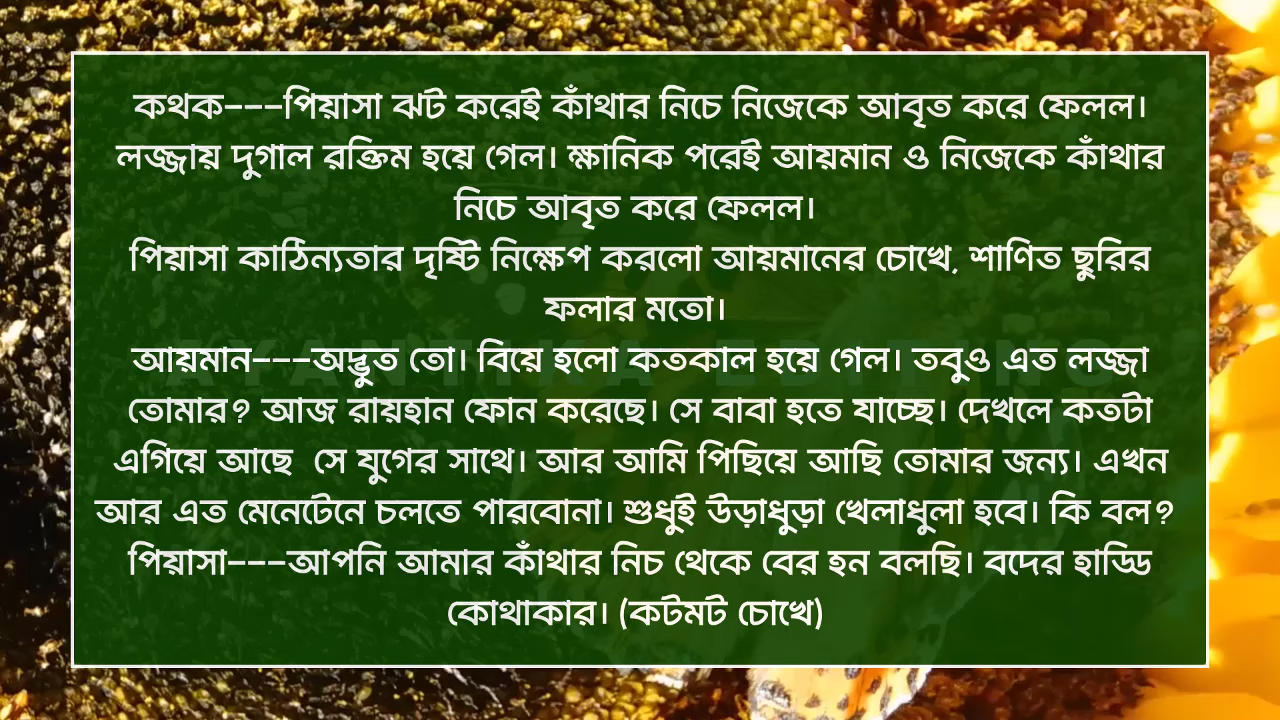 কথক---পিয়াসা ঝট করেই কাঁথার নিচে নিজেকে আবৃত করে ফেলল।
লজ্জায় দুগাল রক্তিম হয়ে গেল। ক্ষানিক পরেই আয়মান ও নিজেকে কাঁথার
নিচে আবৃত করে ফেলল।
পিয়াসা কাঠিন্যতার দৃষ্টি নিক্ষেপ করলো আয়মানের চোখে, শাণিত ছুরির
ফলার মতো।
আয়মান---অদ্ভুত তো। বিয়ে হলো কতকাল হয়ে গেল। তবুও এত লজ্জা
তোমার? আজ রায়হান ফোন করেছে। সে বাবা হতে যাচ্ছে। দেখলে কতটা
এগিয়ে আছে  সে যুগের সাথে। আর আমি পিছিয়ে আছি তোমার জন্য। এখন
আর এত মেনেটেনে চলতে পারবোনা। শুধুই উড়াধুড়া খেলাধুলা হবে। কি বল?
পিয়াসা---আপনি আমার কাঁথার নিচ থেকে বের হন বলছি। বদের হাড্ডি
কোথাকার। (কটমট চোখে)